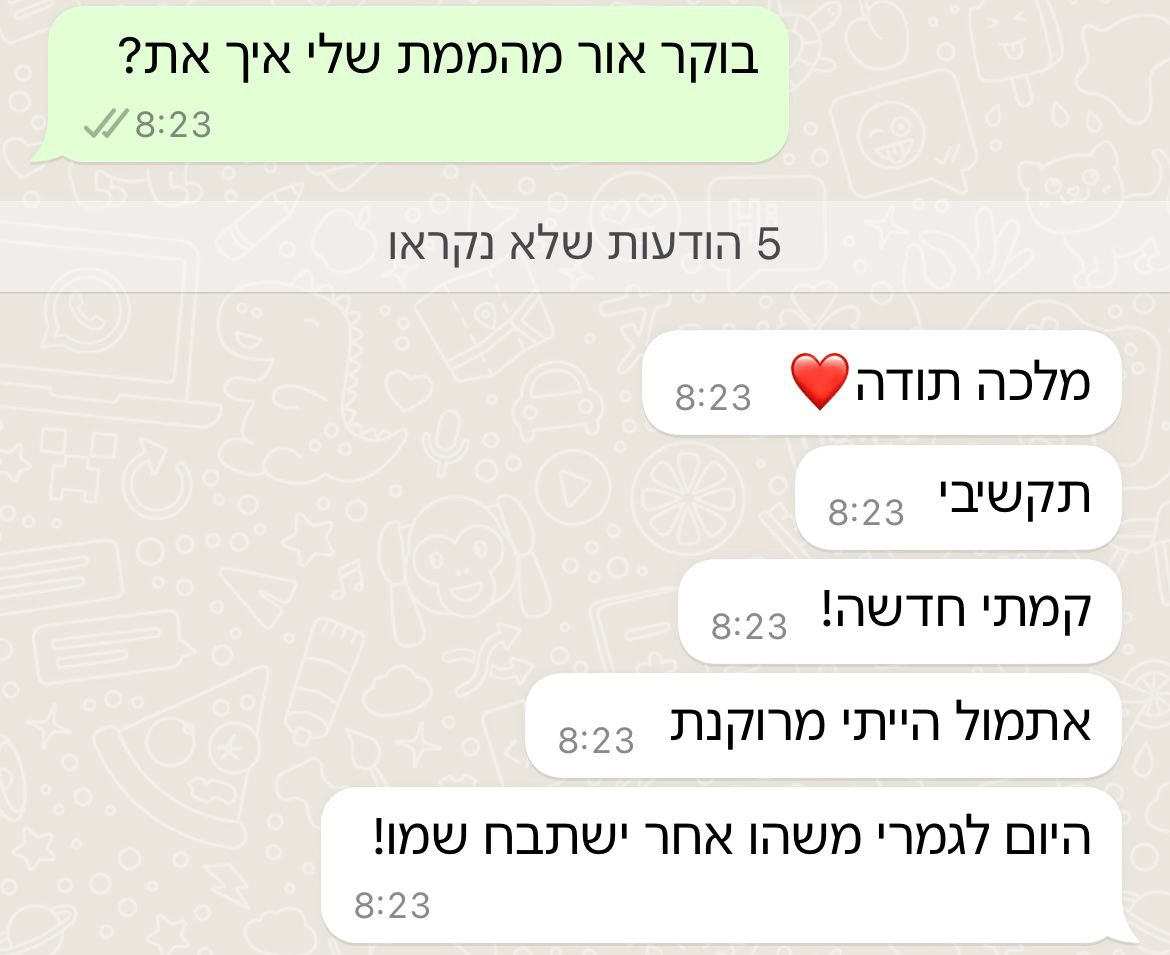 בוקר אור מהממת שלי איך את?
8:23
5 הודעות שלא נקראו
מלכה תודה❤️ 8:23
תקשיבי 8:23
קמתי חדשה! 8:23
אתמול הייתי מרוקנת 8:23
היום לגמרי משהו אחר ישתבח שמו!
8:23